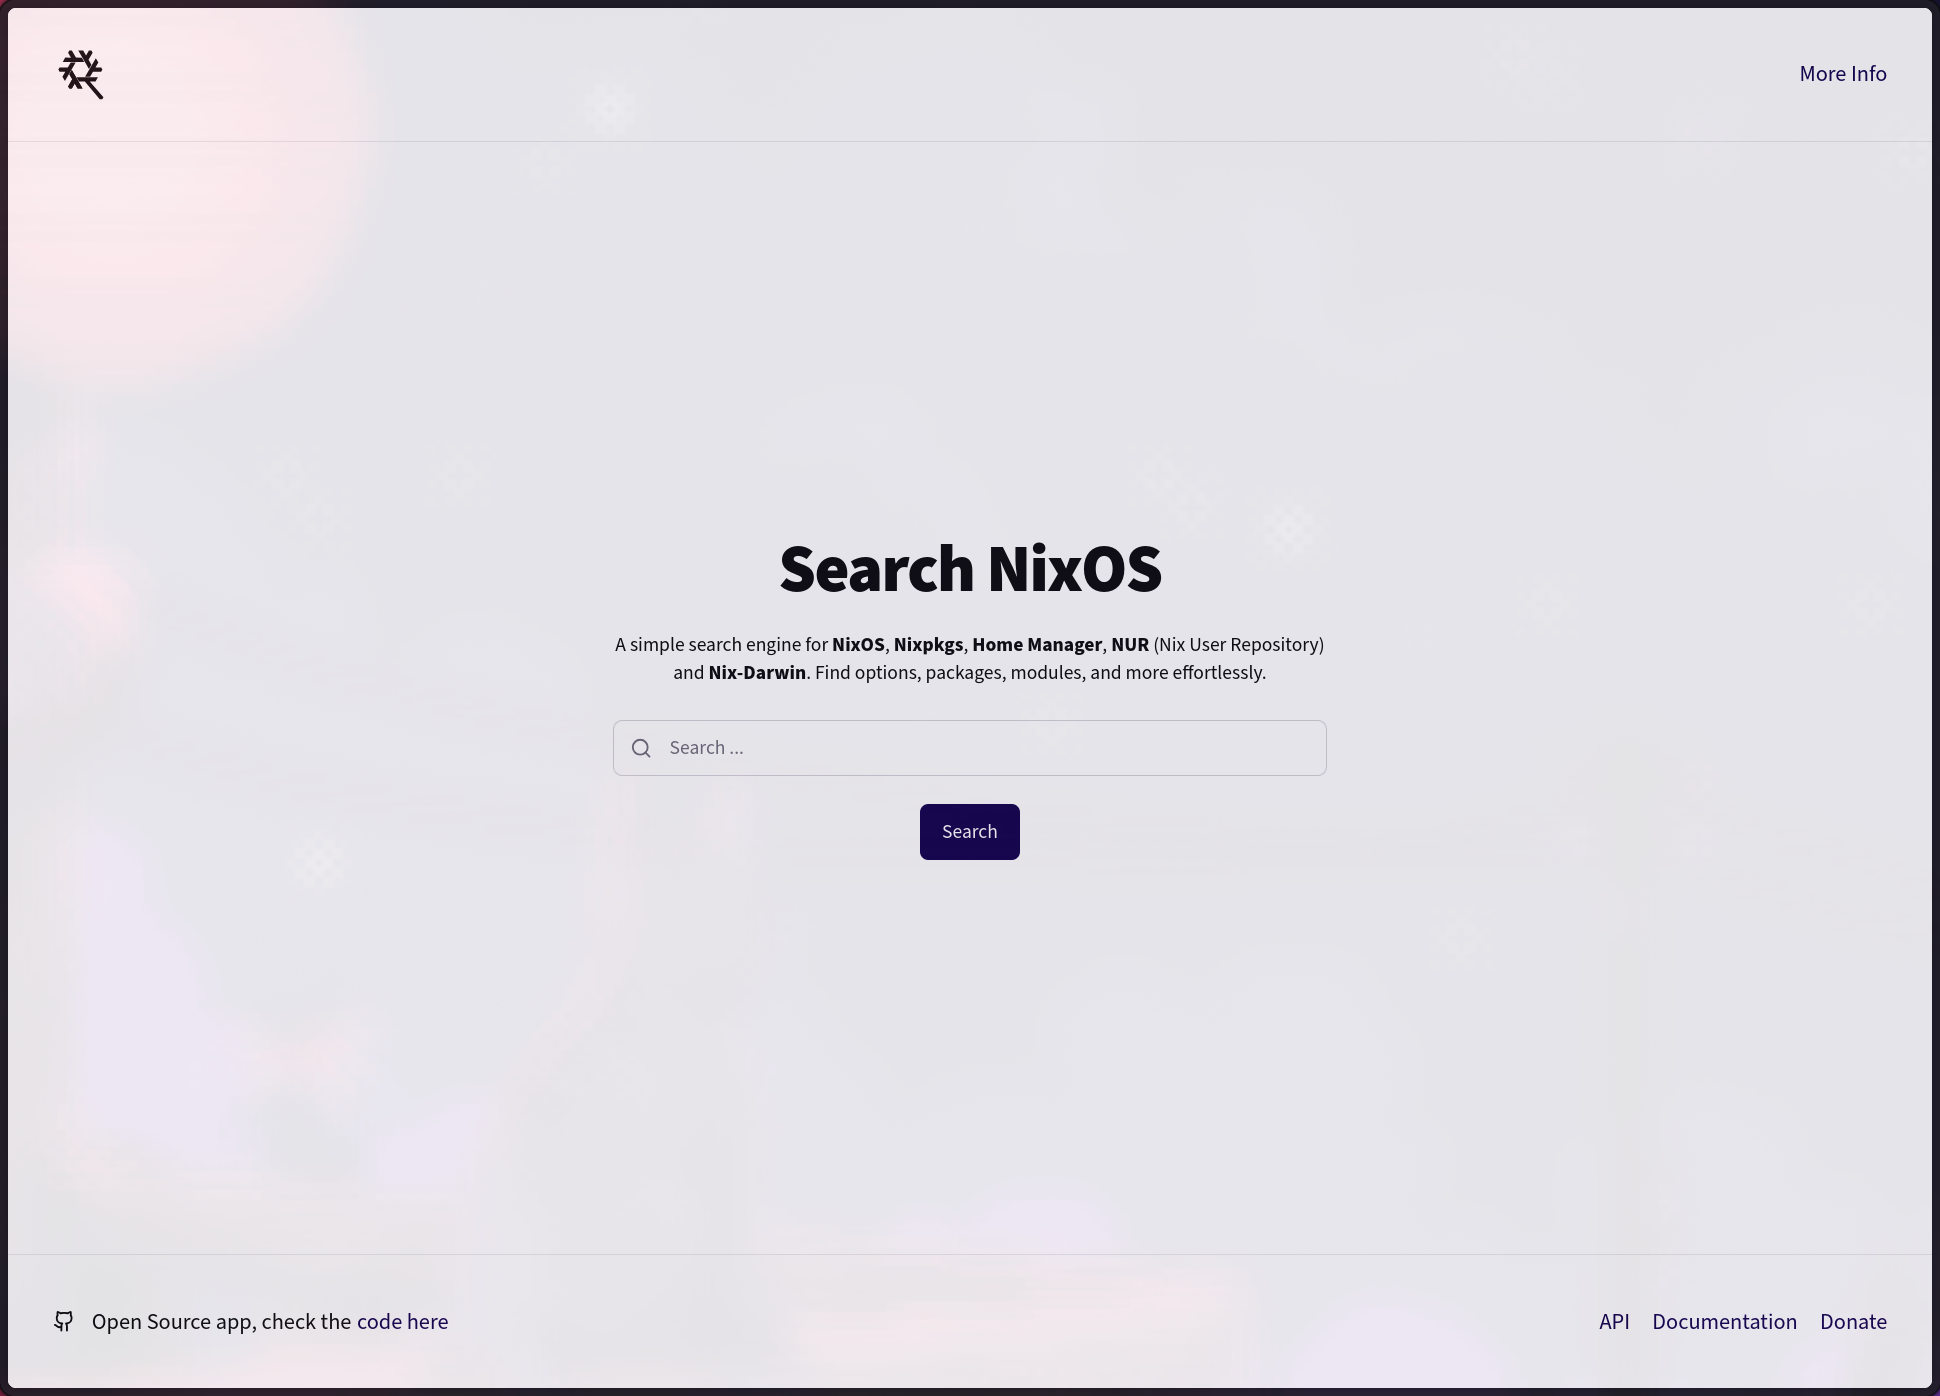 More Info
Search NixOS
A simple search engine for NixOS, Nixpkgs, Home Manager, NUR (Nix User Repository)
and Nix-Darwin. Find options, packages, modules, and more effortlessly.
Search ...
Search
Open Source app, check the code here
API Documentation Donate